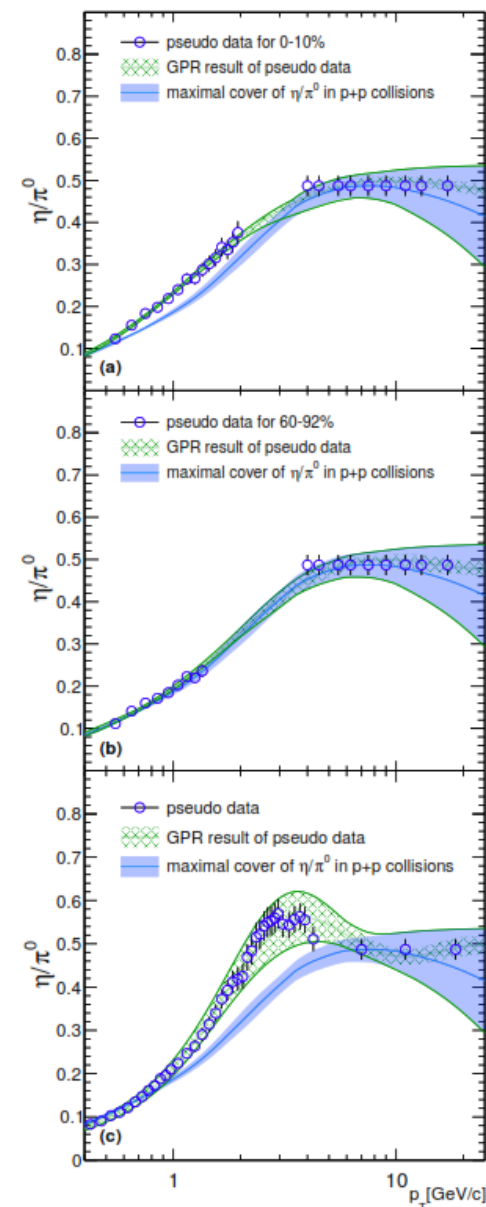 0.8
pseudo data for 0-10%
0.7
GPR result of pseudo data
maximal cover of η/π⁰ in p+p collisions
0.6
η/π⁰
0.5
0.4
0.3
0.2
0.1
(a)
0.8
pseudo data for 60-92%
0.7
GPR result of pseudo data
maximal cover of η/π⁰ in p+p collisions
0.6
η/π⁰
0.5
0.4
0.3
0.2
0.1
(b)
0.8
pseudo data
0.7
GPR result of pseudo data
maximal cover of η/π⁰ in p+p collisions
0.6
η/π⁰
0.5
0.4
0.3
0.2
0.1
(c)
0
1 10
p_T[GeV/c]